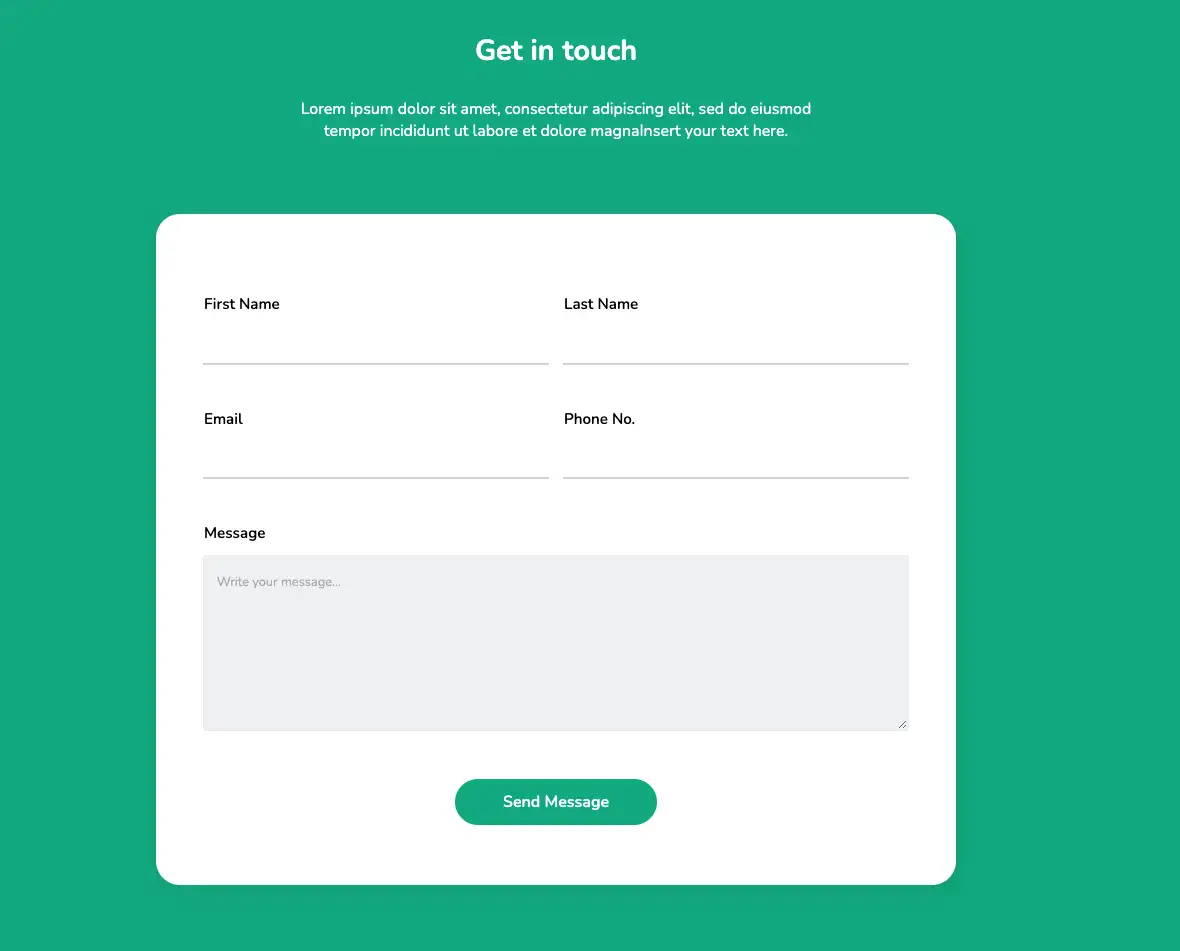 Get in touch
Lorem ipsum dolor sit amet, consectetur adipiscing elit, sed do eiusmod
tempor incididunt ut labore et dolore magnaInsert your text here.
First Name
Last Name
Email
Phone No.
Message
Write your message...
Send Message